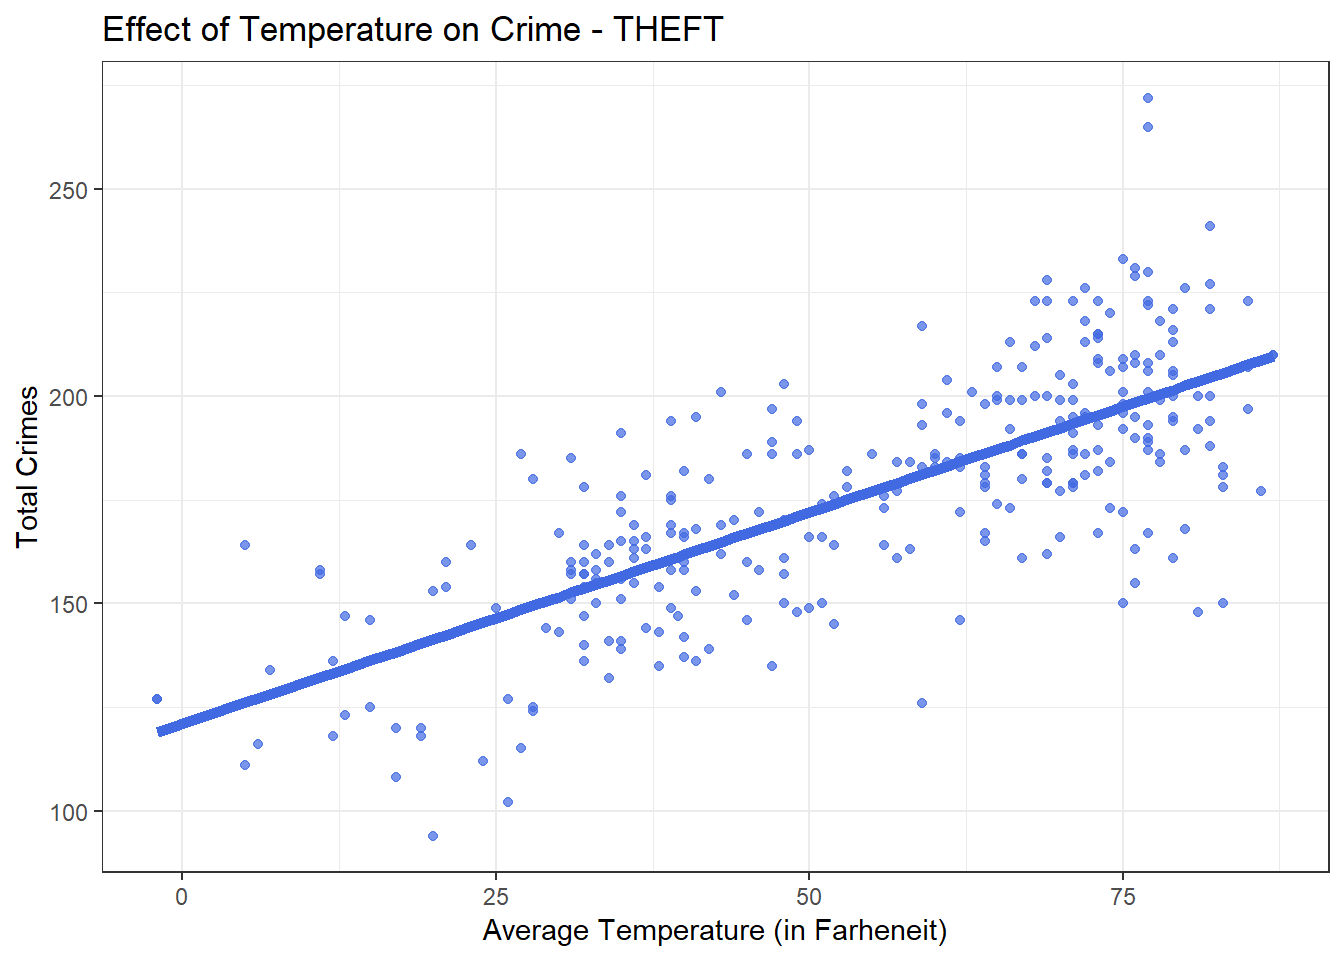 Effect of Temperature on Crime - THEFT
Total Crimes
250
200
150
100
0 25 50 75
Average Temperature (in Farheneit)